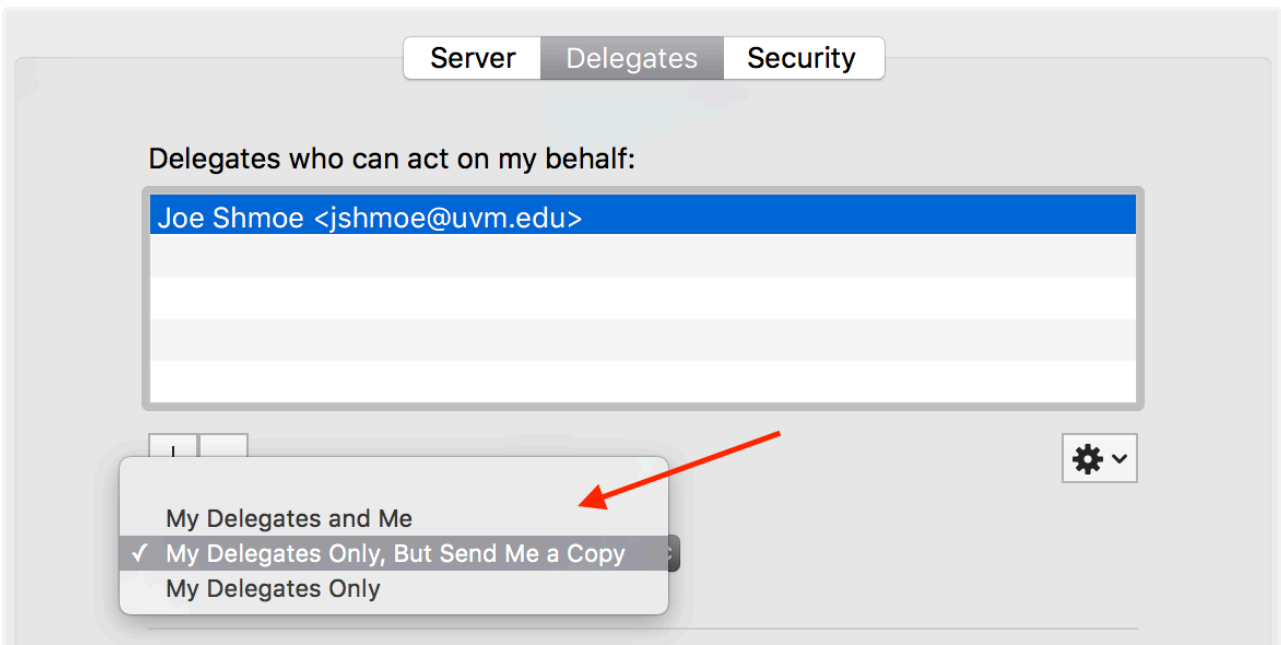 Server Delegates Security
Delegates who can act on my behalf:
Joe Shmoe <jshmoe@uvm.edu>
My Delegates and Me
✓ My Delegates Only, But Send Me a Copy
My Delegates Only